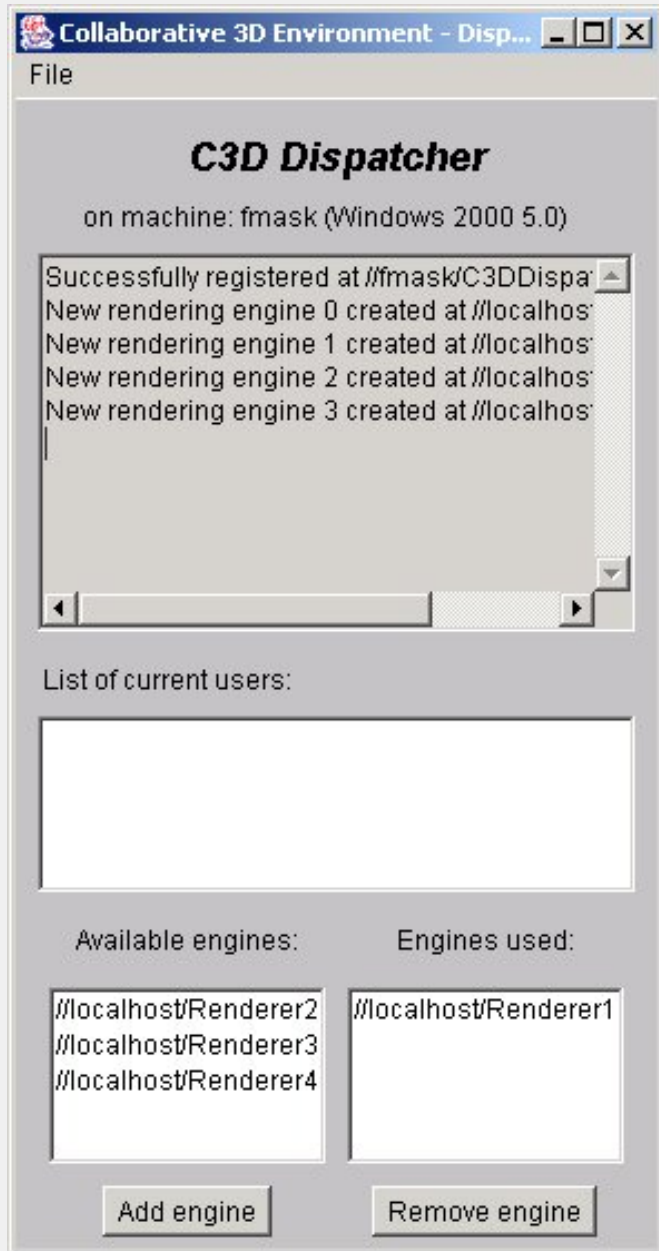 Collaborative 3D Environment - Disp...
File
C3D Dispatcher
on machine: fmask (Windows 2000 5.0)
Successfully registered at //fmask/C3DDispa
New rendering engine 0 created at //localhos
New rendering engine 1 created at //localhos
New rendering engine 2 created at //localhos
New rendering engine 3 created at //localhos
List of current users:
Available engines:
Engines used:
//localhost/Renderer2
//localhost/Renderer3
//localhost/Renderer4
//localhost/Renderer1
Add engine
Remove engine